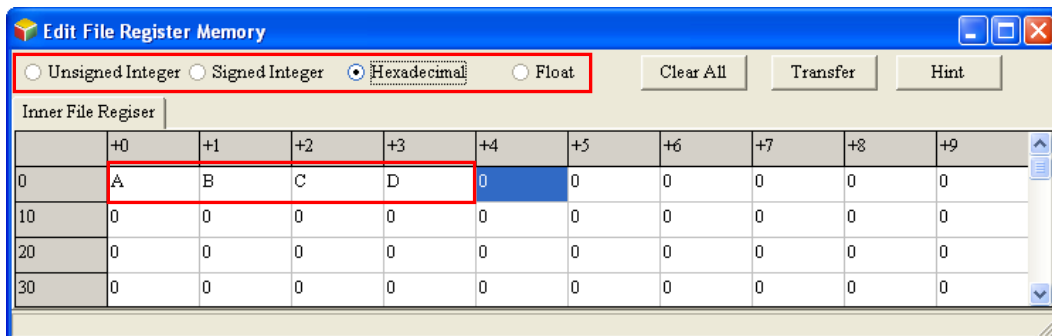 Edit File Register Memory
Unsigned Integer Signed Integer Hexadecimal Float Clear All Transfer Hint
Inner File Regiser
+0 +1 +2 +3 +4 +5 +6 +7 +8 +9
0 A B C D 0 0 0 0 0 0
10 0 0 0 0 0 0 0 0 0 0
20 0 0 0 0 0 0 0 0 0 0
30 0 0 0 0 0 0 0 0 0 0